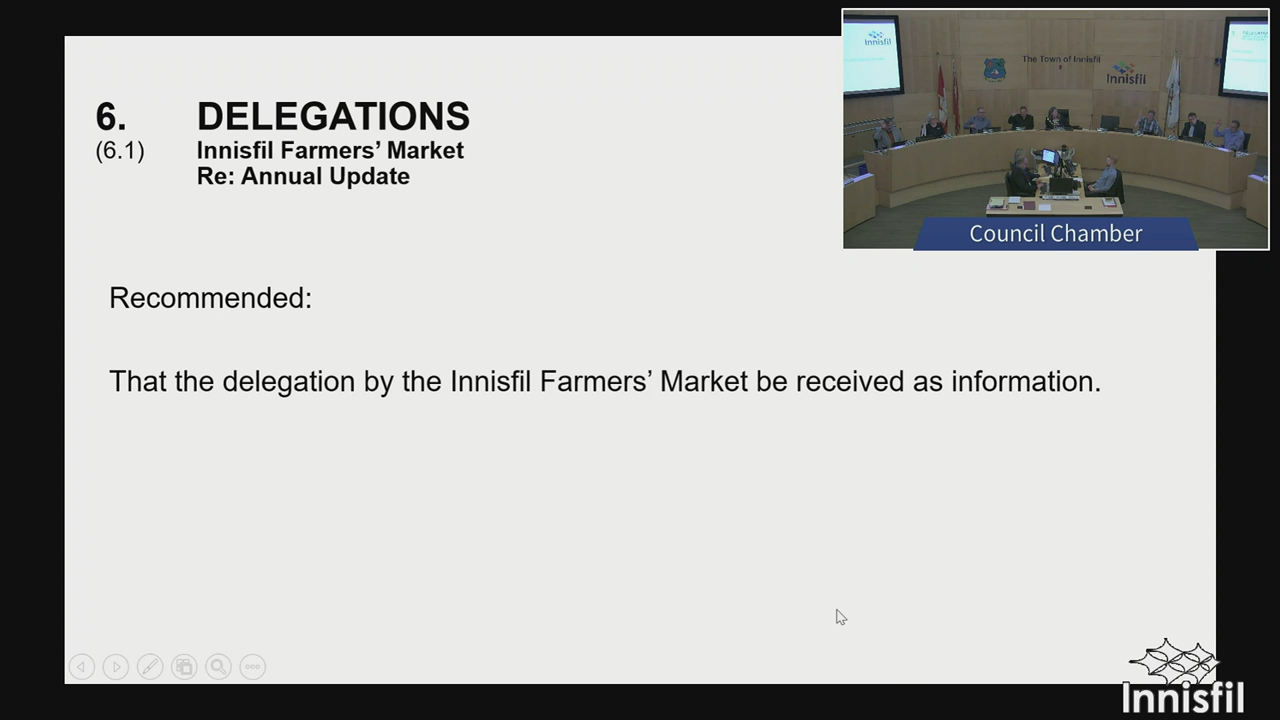 6. DELEGATIONS
(6.1) Innisfil Farmers’ Market
Re: Annual Update
Recommended:
That the delegation by the Innisfil Farmers’ Market be received as information.
Innisfil
The Town of Innisfil
Innisfil
Council Chamber
Innisfil